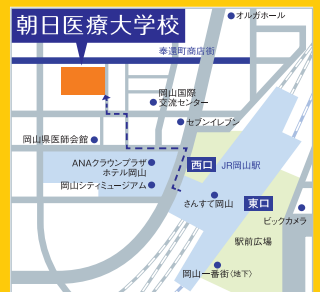 朝日医療大学校
オルガホール
奉還町商店街
岡山国際
交流センター
セブンイレブン
岡山県医師会館
ANAクラウンプラザ
ホテル岡山
西口
JR岡山駅
岡山シティミュージアム
さんすて岡山
東口
ビックカメラ
駅前広場
岡山一番街(地下)